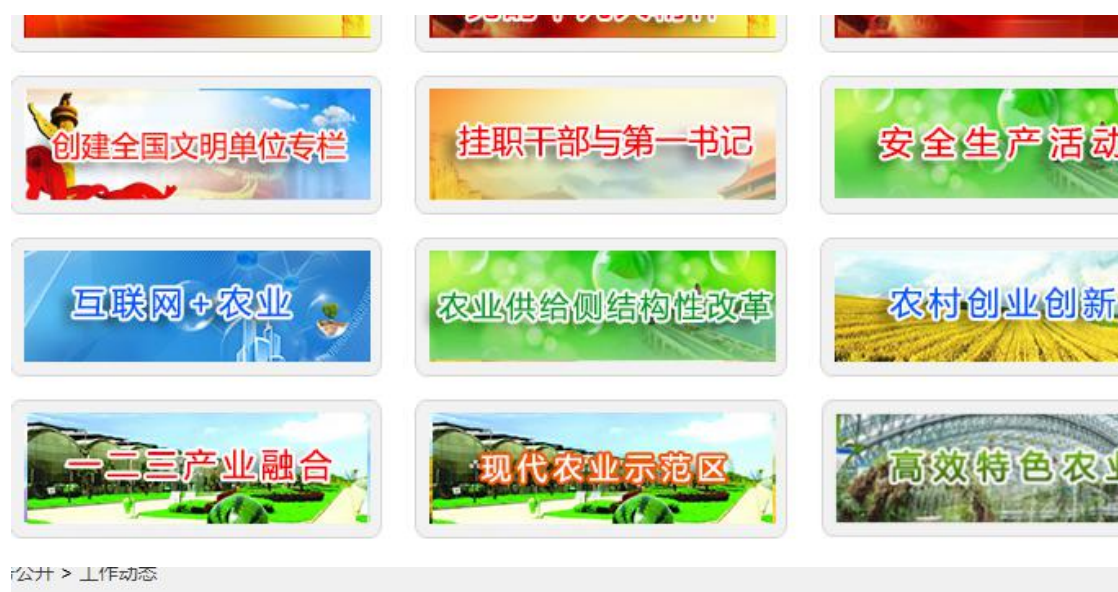 创建全国文明单位专栏
挂职干部与第一书记
安全生产活动
互联网+农业
农业供给侧结构性改革
农村创业创新
一二三产业融合
现代农业示范区
高效特色农业
公开 > 工作动态